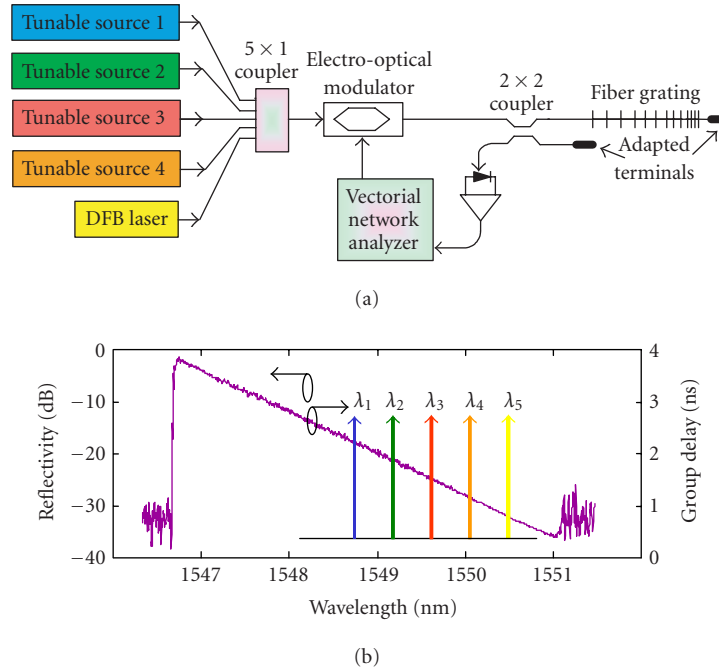 Tunable source 1
Tunable source 2
Tunable source 3
Tunable source 4
DFB laser
5 × 1
coupler
Electro-optical
modulator
2 × 2
coupler
Fiber grating
Adapted
terminals
Vectorial
network
analyzer
(a)
Reflectivity (dB)
0
−10
−20
−30
−40
λ1
λ2
λ3
λ4
λ5
4
3
2
1
0
Group delay (ns)
1547
1548
1549
1550
1551
Wavelength (nm)
(b)